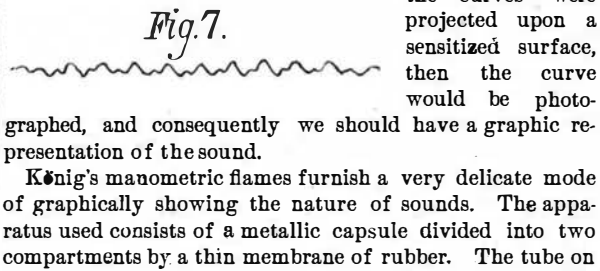 the curves were
Fig. 7.
projected upon a
sensitized surface,
then the curve
would be photo-
graphed, and consequently we should have a graphic re-
presentation of the sound.
König's manometric flames furnish a very delicate mode
of graphically showing the nature of sounds. The appa-
ratus used consists of a metallic capsule divided into two
compartments by a thin membrane of rubber. The tube on